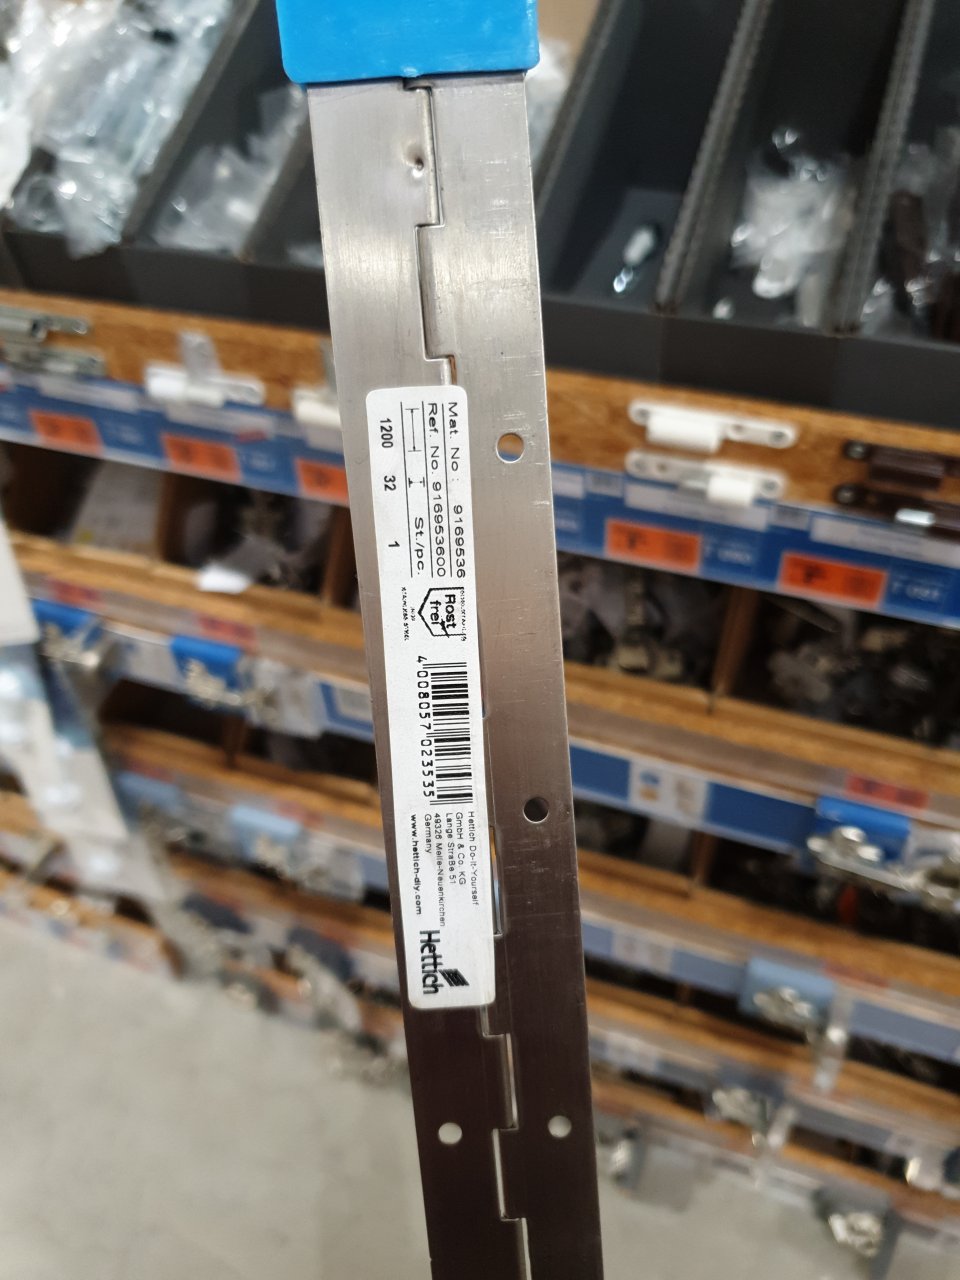 Mat. No.: 9169536
Ref. No. 916953600
St./pc.
1200 32 1
Rost
frei
4 008057 023535
Hettich Do-it-Yourself
GmbH & Co. KG
Lange Straße 51
49326 Melle-Neuenkirchen
Germany
www.hettich-diy.com
Hettich